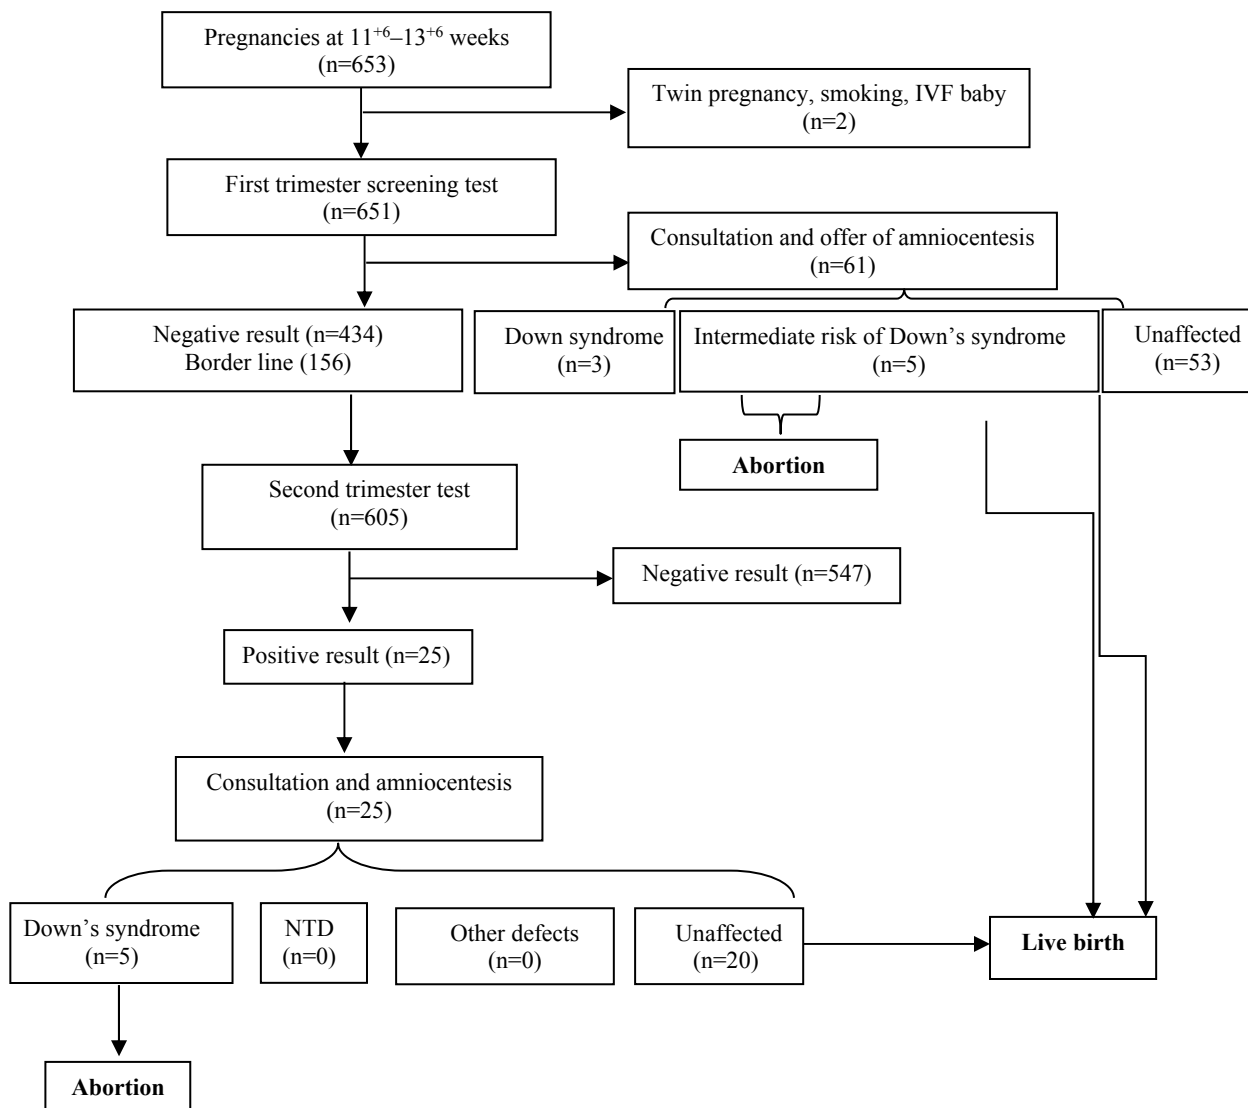 Pregnancies at 11⁺⁶–13⁺⁶ weeks
(n=653)
Twin pregnancy, smoking, IVF baby
(n=2)
First trimester screening test
(n=651)
Consultation and offer of amniocentesis
(n=61)
Negative result (n=434)
Border line (156)
Down syndrome
(n=3)
Intermediate risk of Down’s syndrome
(n=5)
Unaffected
(n=53)
Abortion
Second trimester test
(n=605)
Negative result (n=547)
Positive result (n=25)
Consultation and amniocentesis
(n=25)
Down’s syndrome
(n=5)
NTD
(n=0)
Other defects
(n=0)
Unaffected
(n=20)
Live birth
Abortion